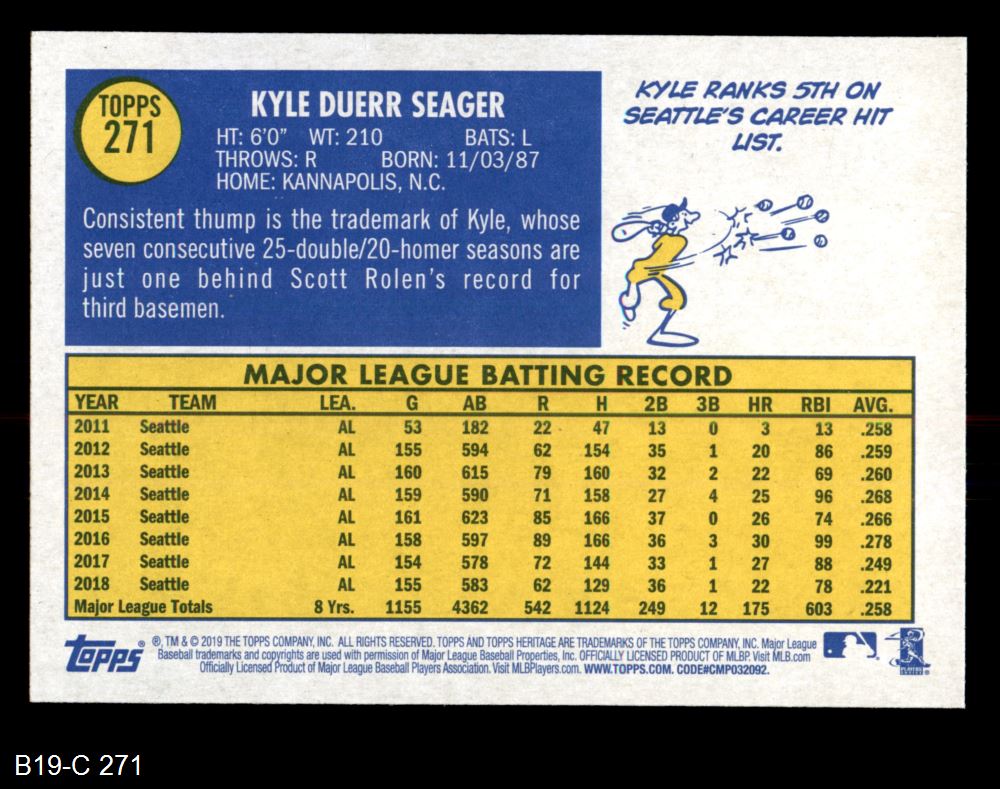 TOPPS
271
KYLE DUERR SEAGER
HT: 6'0" WT: 210 BATS: L
THROWS: R BORN: 11/03/87
HOME: KANNAPOLIS, N.C.
Consistent thump is the trademark of Kyle, whose
seven consecutive 25-double/20-homer seasons are
just one behind Scott Rolen's record for
third basemen.
KYLE RANKS 5TH ON
SEATTLE'S CAREER HIT
LIST.
MAJOR LEAGUE BATTING RECORD
YEAR TEAM LEA. G AB R H 2B 3B HR RBI AVG.
2011 Seattle AL 53 182 22 47 13 0 3 13 .258
2012 Seattle AL 155 594 62 154 35 1 20 86 .259
2013 Seattle AL 160 615 79 160 32 2 22 69 .260
2014 Seattle AL 159 590 71 158 27 4 25 96 .268
2015 Seattle AL 161 623 85 166 37 0 26 74 .266
2016 Seattle AL 158 597 89 166 36 3 30 99 .278
2017 Seattle AL 154 578 72 144 33 1 27 88 .249
2018 Seattle AL 155 583 62 129 36 1 22 78 .221
Major League Totals 8 Yrs. 1155 4362 542 1124 249 12 175 603 .258
Topps ®
®, TM & © 2019 THE TOPPS COMPANY, INC. ALL RIGHTS RESERVED. TOPPS AND TOPPS HERITAGE ARE TRADEMARKS OF THE TOPPS COMPANY, INC. Major League
Baseball trademarks and copyrights are used with permission of Major League Baseball Properties, Inc. OFFICIALLY LICENSED PRODUCT OF MLBP. Visit MLB.com
Officially Licensed Product of Major League Baseball Players Association. Visit MLBPlayers.com. WWW.TOPPS.COM. CODE#CMP032092.
B19-C 271